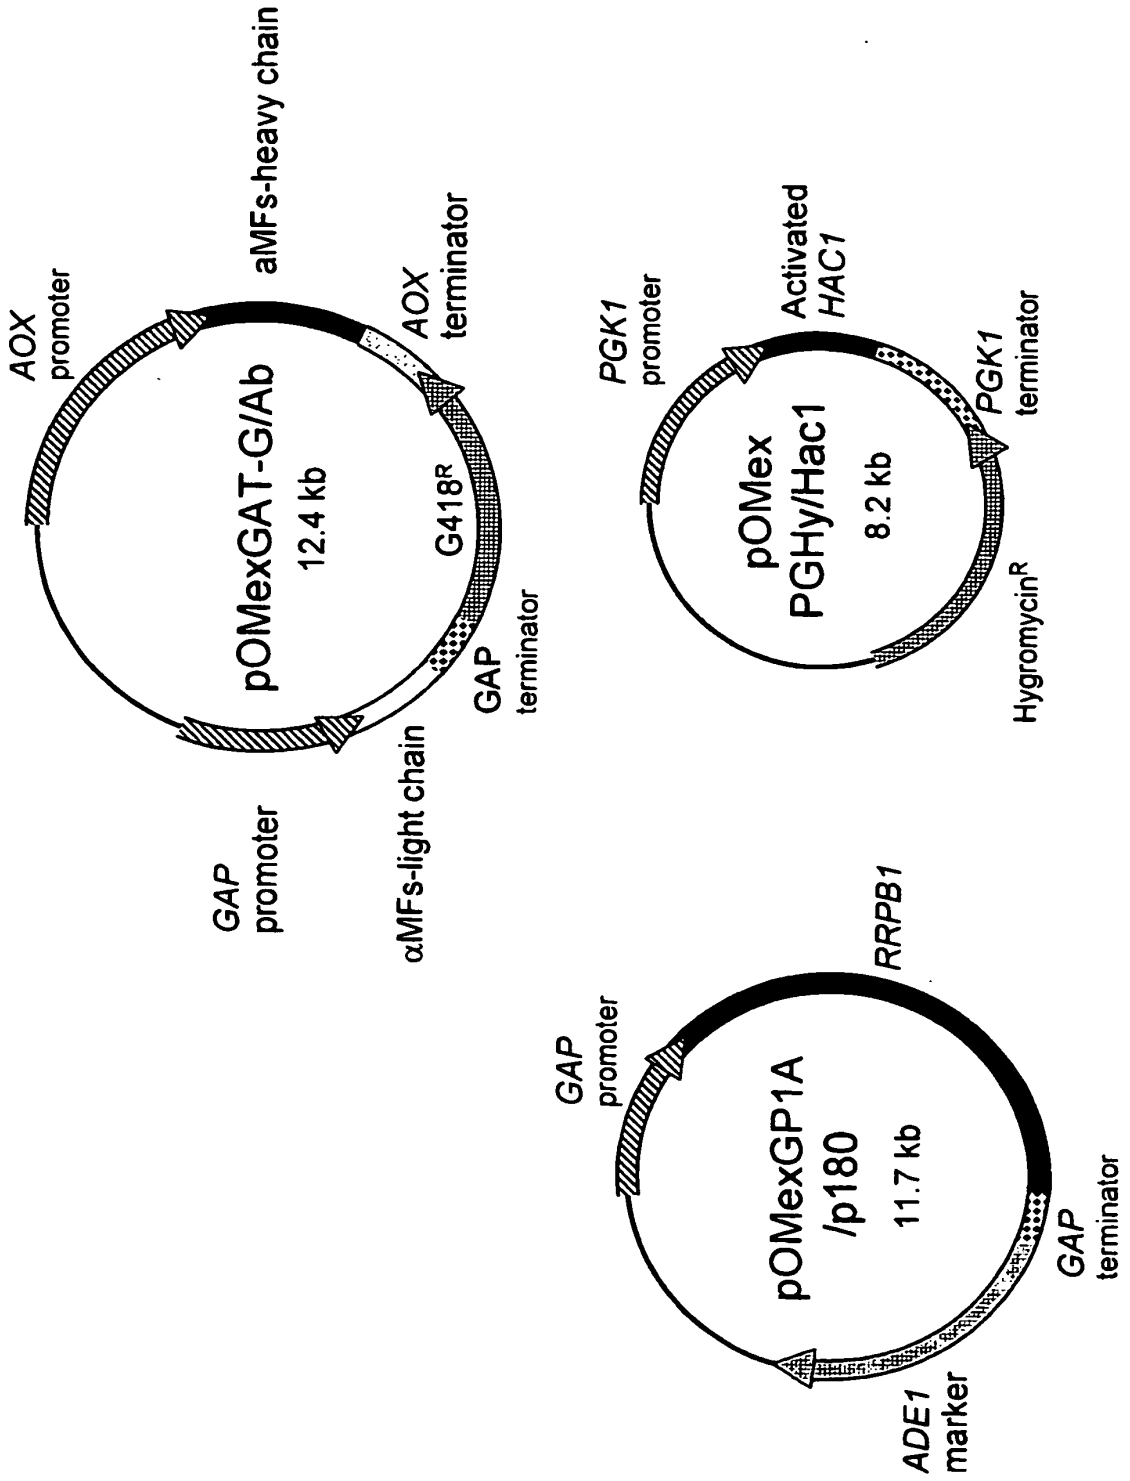 AOX
promoter
aMFs-heavy chain
AOX
terminator
G418R
GAP
terminator
αMFs-light chain
GAP
promoter
pOMexGAT-G/Ab
12.4 kb
GAP
promoter
RRPB1
GAP
terminator
ADE1
marker
pOMexGP1A
/p180
11.7 kb
PGK1
promoter
Activated
HAC1
PGK1
terminator
HygromycinR
pOMex
PGHy/Hac1
8.2 kb